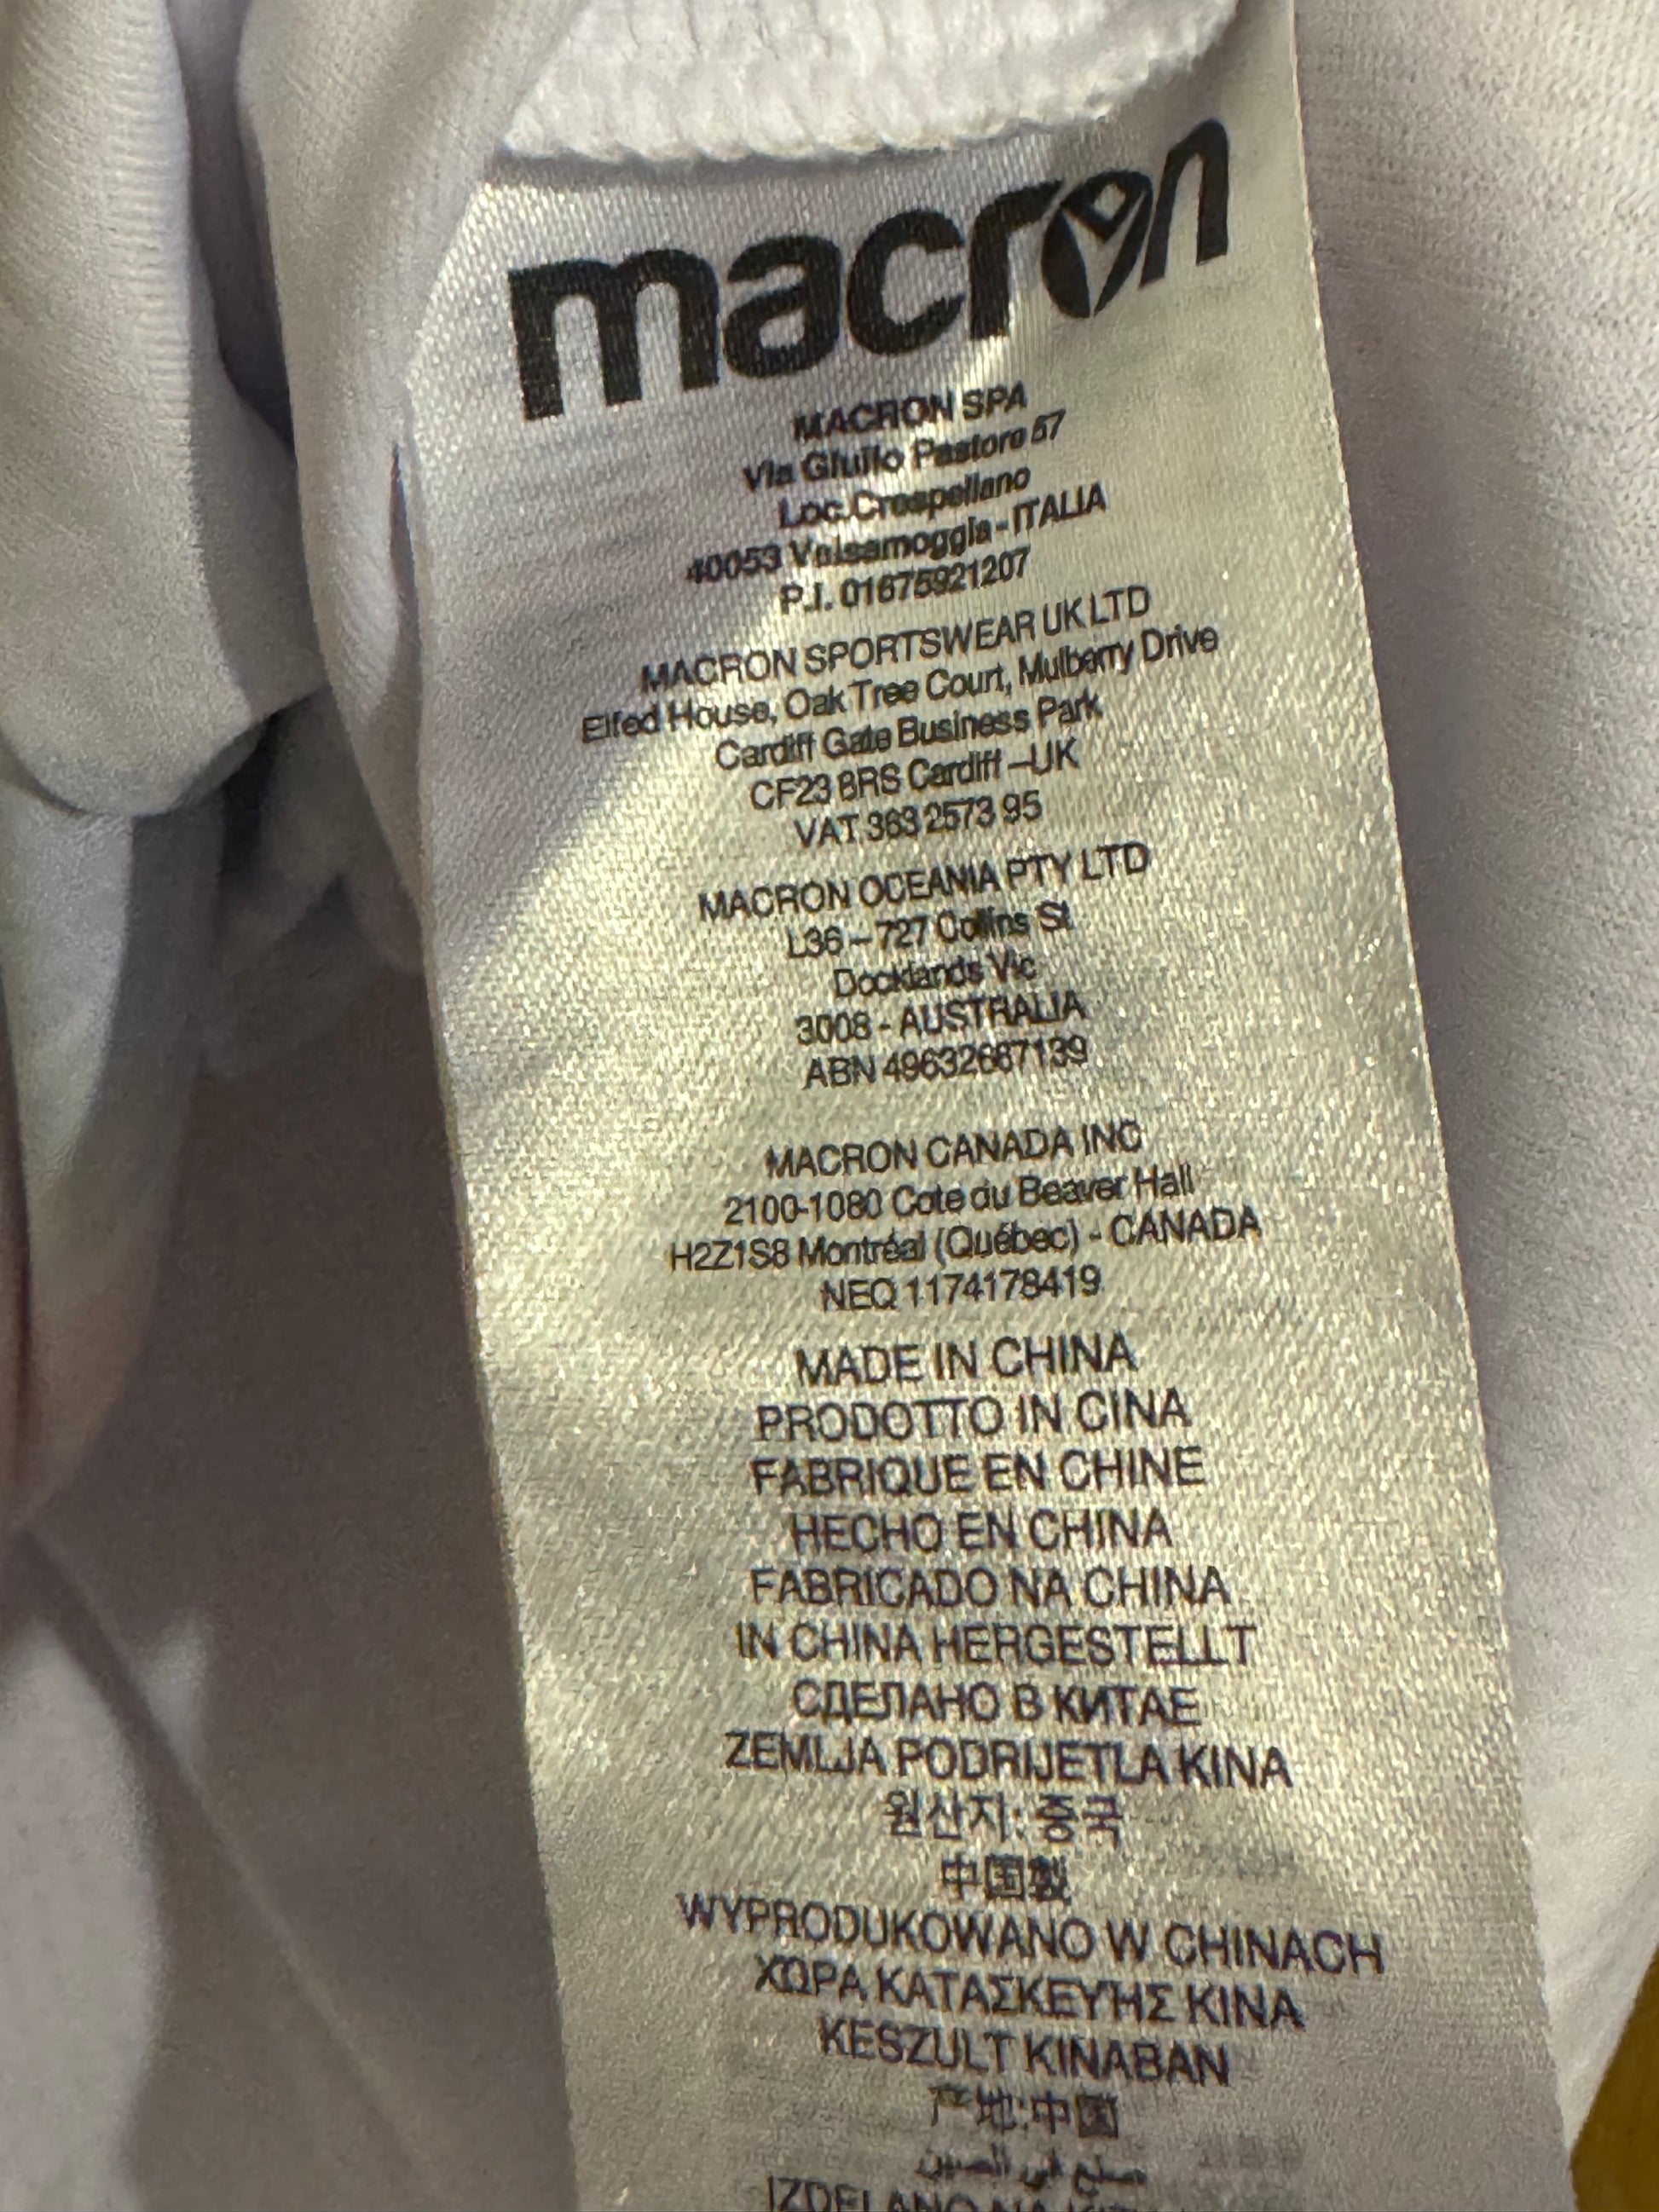 macron
MACRON SPA
Via Giulio Pastore 57
Loc.Crespellano
40053 Valsamoggia - ITALIA
P.I. 01675921207
MACRON SPORTSWEAR UK LTD
Elfed House, Oak Tree Court, Mulberry Drive
Cardiff Gate Business Park
CF23 8RS Cardiff –UK
VAT 363 2573 95
MACRON OCEANIA PTY LTD
L36 – 727 Collins St
Docklands Vic
3008 - AUSTRALIA
ABN 49632687139
MACRON CANADA INC
2100-1080 Cote du Beaver Hall
H2Z1S8 Montréal (Québec) - CANADA
NEQ 1174178419
MADE IN CHINA
PRODOTTO IN CINA
FABRIQUE EN CHINE
HECHO EN CHINA
FABRICADO NA CHINA
IN CHINA HERGESTELLT
СДЕЛАНО В КИТАЕ
ZEMLJA PODRIJETLA KINA
원산지: 중국
中国製
WYPRODUKOWANO W CHINACH
ΧΩΡΑ ΚΑΤΑΣΚΕΥΉΣ ΚΙΝΑ
KESZULT KINABAN
产地:中国
صنع في الصين
IZDELANO NA